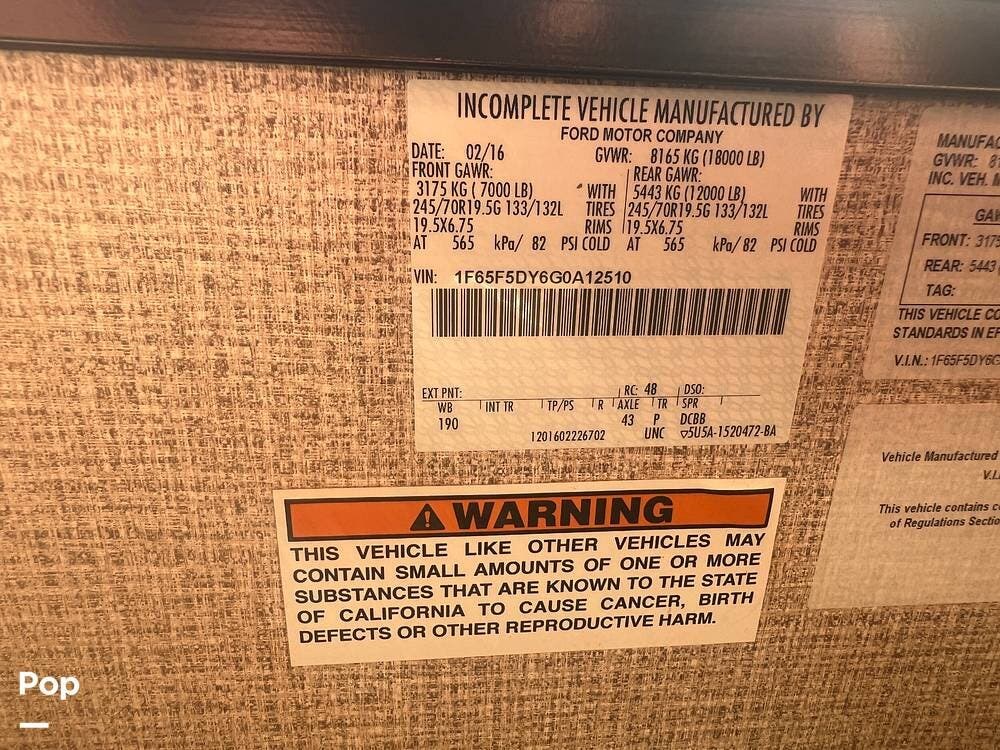 INCOMPLETE VEHICLE MANUFACTURED BY
FORD MOTOR COMPANY
DATE: 02/16 GVWR: 8165 KG (18000 LB)
FRONT GAWR: REAR GAWR:
3175 KG ( 7000 LB) WITH 5443 KG (12000 LB) WITH
245/70R19.5G 133/132L TIRES 245/70R19.5G 133/132L TIRES
19.5X6.75 RIMS 19.5X6.75 RIMS
AT 565 kPa/ 82 PSI COLD AT 565 kPa/ 82 PSI COLD
VIN: 1F65F5DY6G0A12510
EXT PNT: RC: 48 DSO:
WB INT TR TP/PS R AXLE TR SPR
190 43 P DCBB
1201602226702 UNC ▽5U5A-1520472-BA
WARNING
THIS VEHICLE LIKE OTHER VEHICLES MAY
CONTAIN SMALL AMOUNTS OF ONE OR MORE
SUBSTANCES THAT ARE KNOWN TO THE STATE
OF CALIFORNIA TO CAUSE CANCER, BIRTH
DEFECTS OR OTHER REPRODUCTIVE HARM.
MANUFAC
GVWR: 8
INC. VEH. M
GA
FRONT: 317
REAR: 5443
TAG:
THIS VEHICLE CO
STANDARDS IN EF
V.I.N.: 1F65F5DY6G
Vehicle Manufactured
V.I.
This vehicle contains c
of Regulations Sectio
Pop